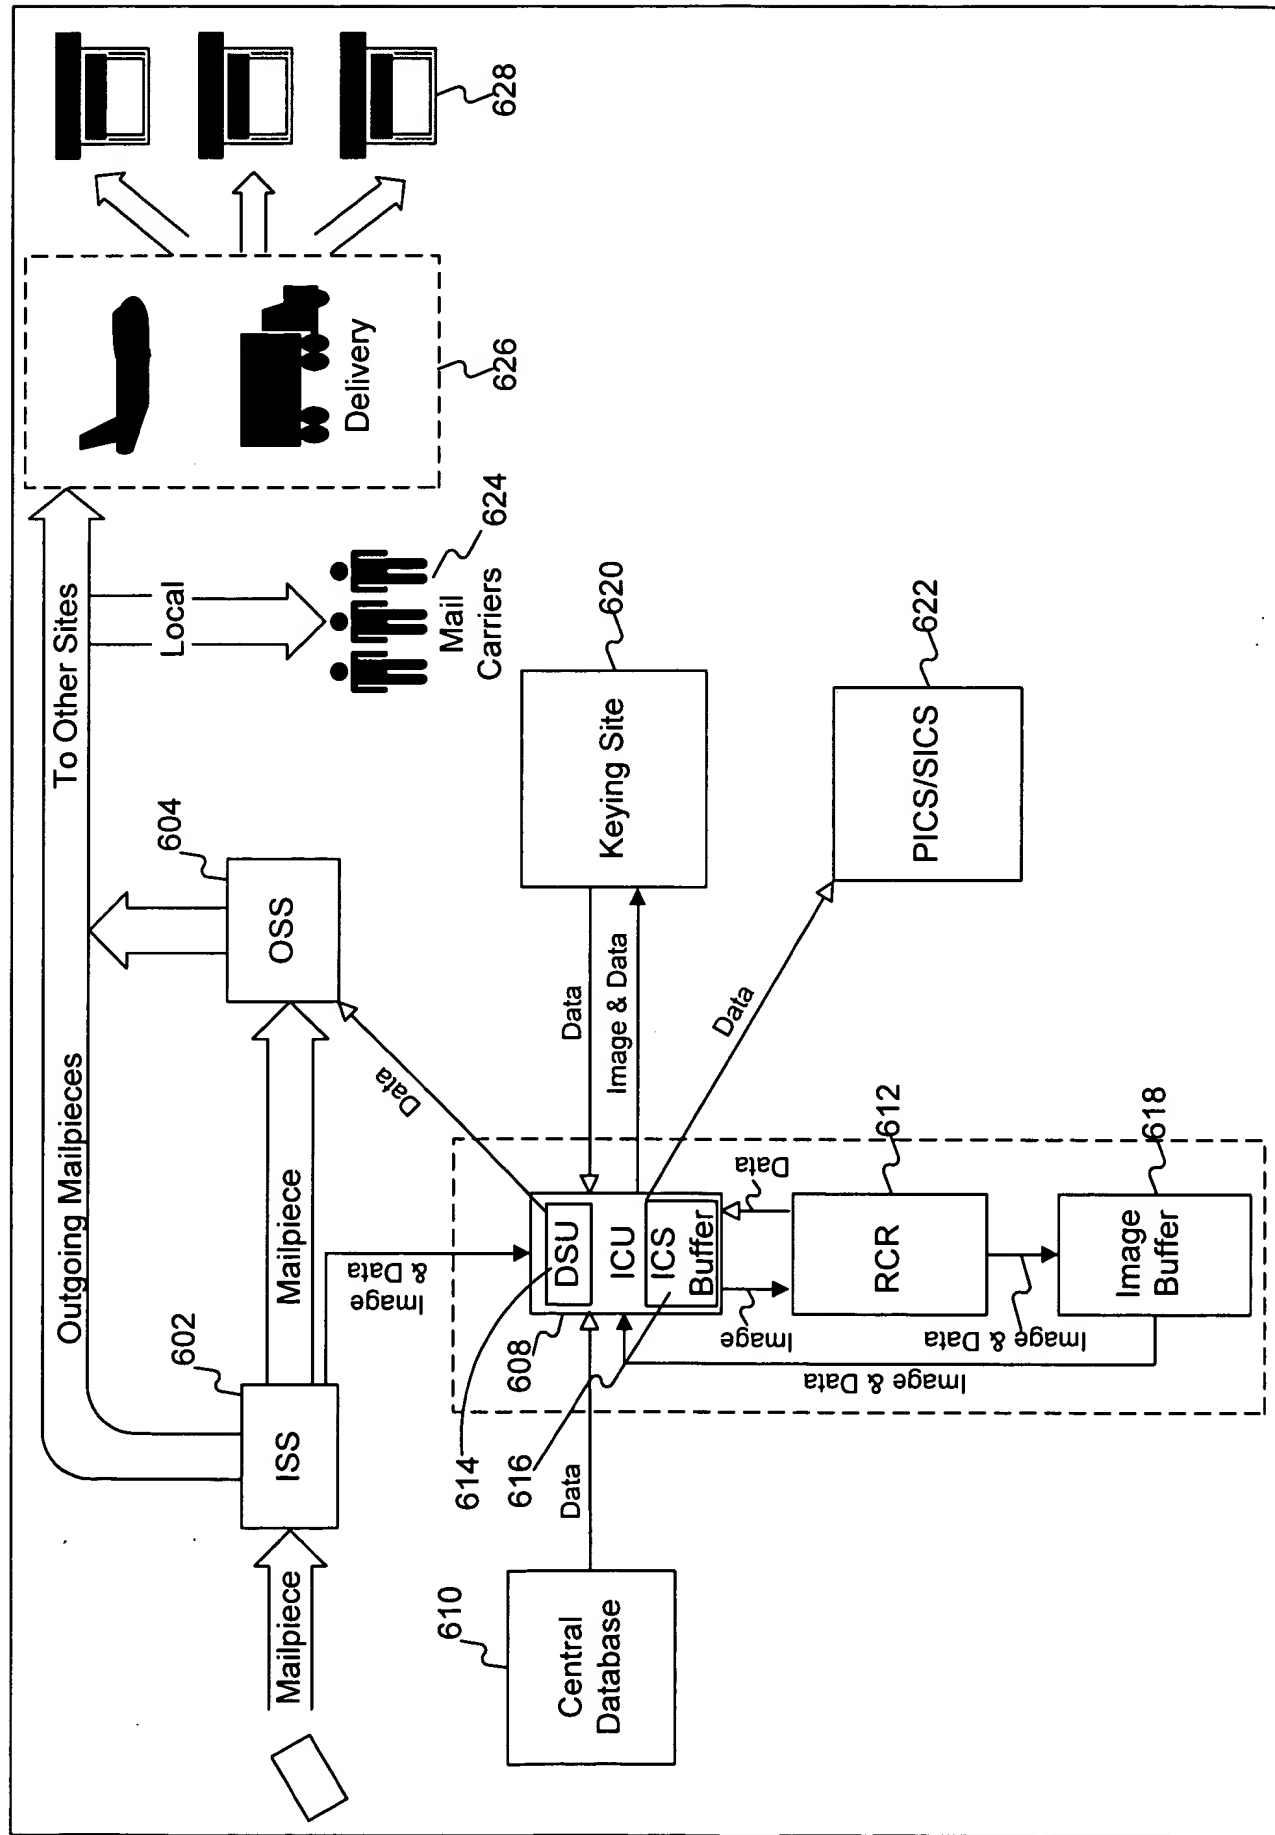 Outgoing Mailpieces
To Other Sites
Mailpiece
602
ISS
Mailpiece
604
OSS
Local
624
Mail
Carriers
Delivery
626
628
Image
& Data
Data
610
Central
Database
Data
614
616
608
DSU
ICU
ICS
Buffer
Data
Image & Data
620
Keying Site
Data
622
PICS/SICS
Image
Data
612
RCR
Image & Data
Image & Data
618
Image
Buffer